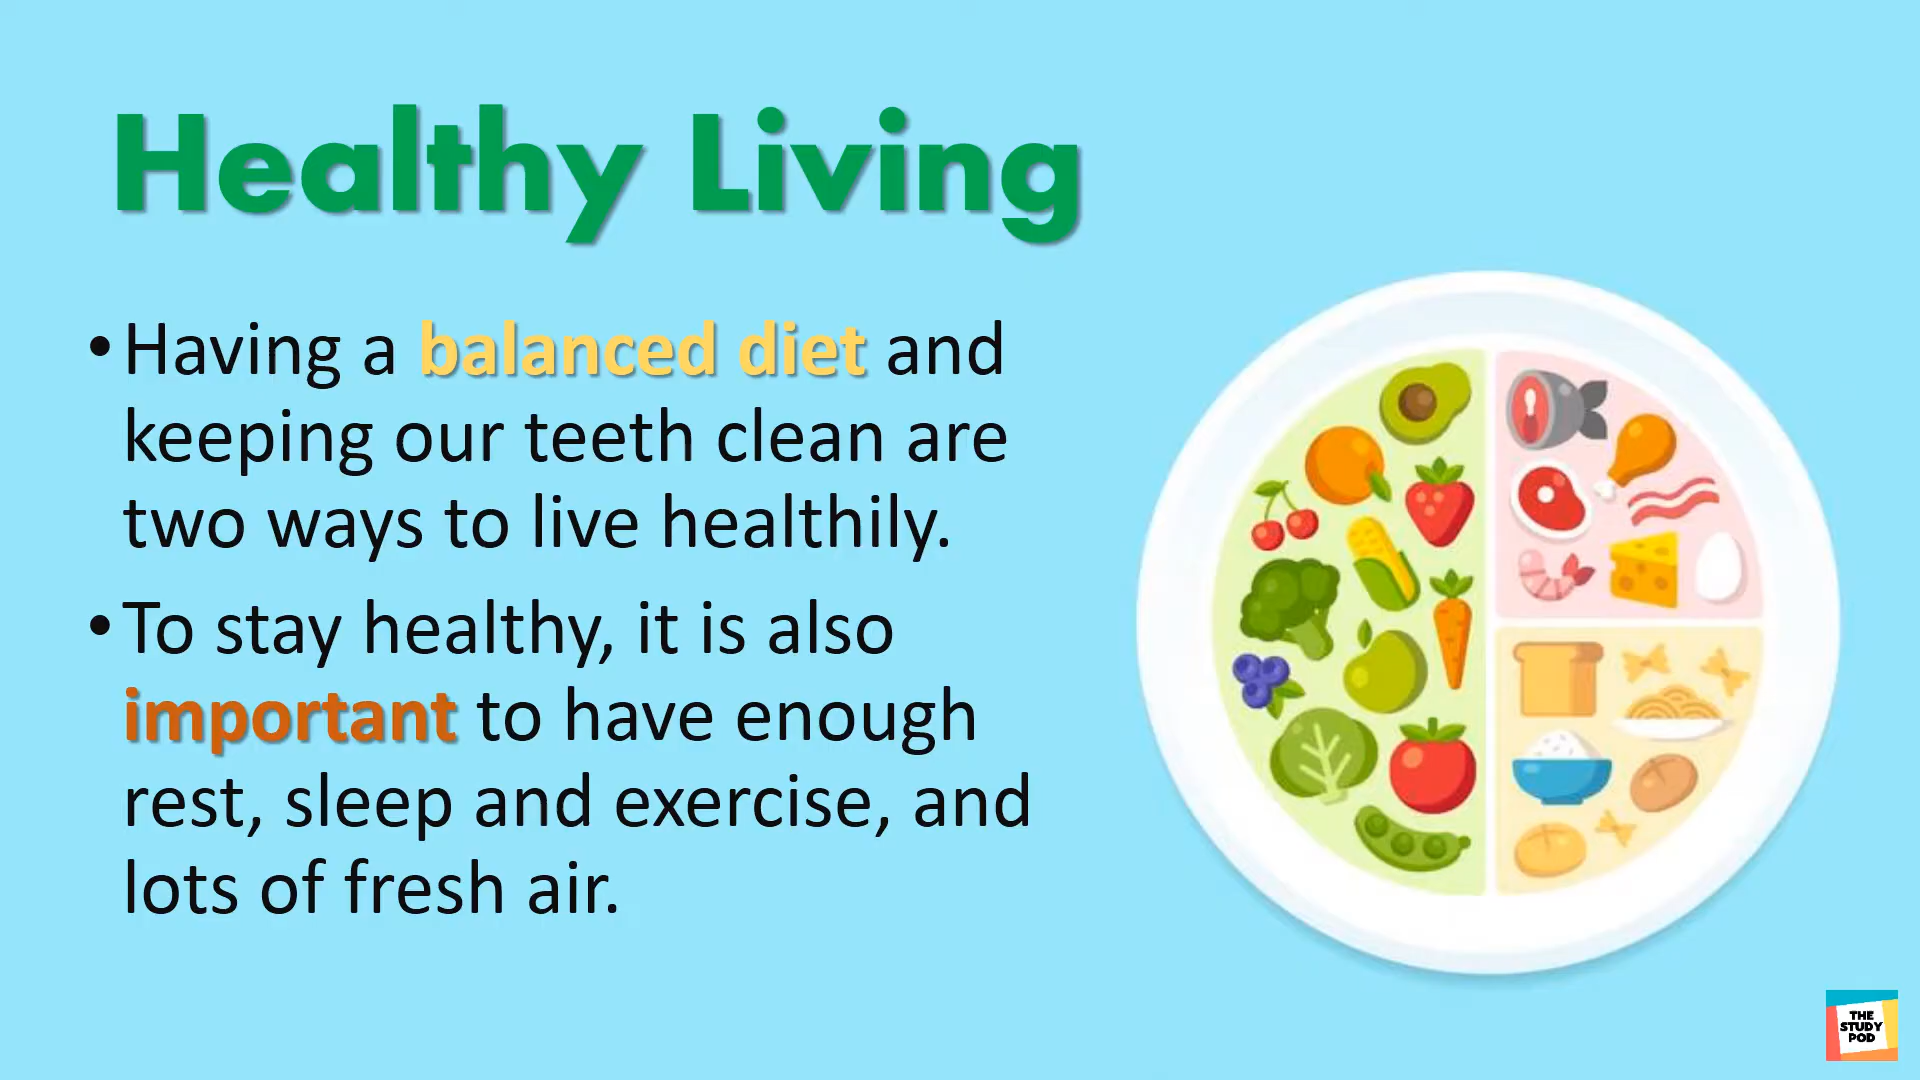 Healthy Living
•Having a balanced diet and
keeping our teeth clean are
two ways to live healthily.
•To stay healthy, it is also
important to have enough
rest, sleep and exercise, and
lots of fresh air.
THE
STUDY
POD